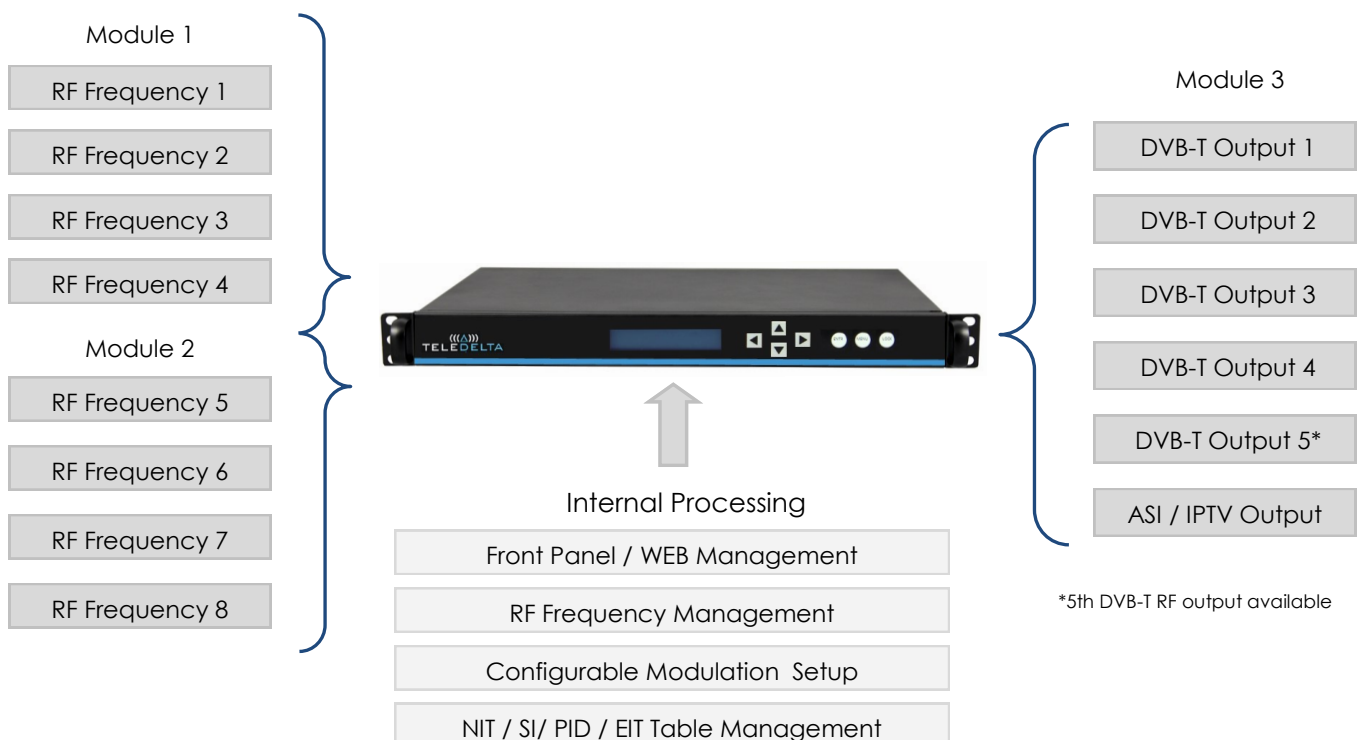 Module 1
RF Frequency 1
RF Frequency 2
RF Frequency 3
RF Frequency 4
Module 2
RF Frequency 5
RF Frequency 6
RF Frequency 7
RF Frequency 8
TELEDELTA
Internal Processing
Front Panel / WEB Management
RF Frequency Management
Configurable Modulation Setup
NIT / SI/ PID / EIT Table Management
Module 3
DVB-T Output 1
DVB-T Output 2
DVB-T Output 3
DVB-T Output 4
DVB-T Output 5*
ASI / IPTV Output
*5th DVB-T RF output available